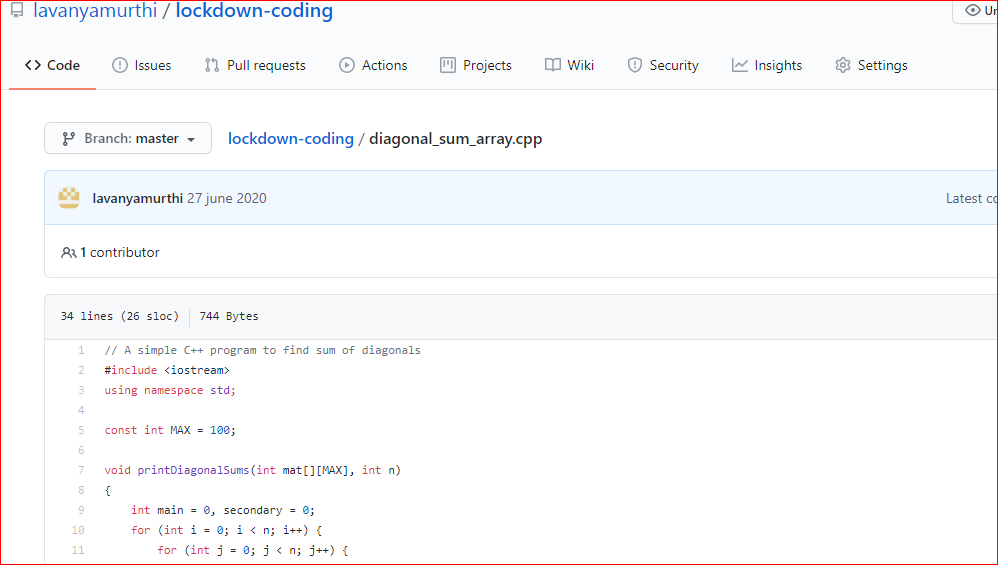 lavanyamurthi / lockdown-coding
Code Issues Pull requests Actions Projects Wiki Security Insights Settings
Branch: master lockdown-coding / diagonal_sum_array.cpp
lavanyamurthi 27 june 2020 Latest
1 contributor
34 lines (26 sloc) 744 Bytes
1 // A simple C++ program to find sum of diagonals
2 #include <iostream>
3 using namespace std;
4
5 const int MAX = 100;
6
7 void printDiagonalSums(int mat[][MAX], int n)
8 {
9 int main = 0, secondary = 0;
10 for (int i = 0; i < n; i++) {
11 for (int j = 0; j < n; j++) {